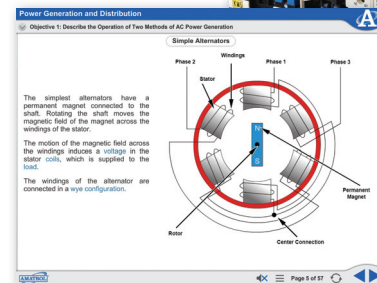 Power Generation and Distribution
A
Objective 1: Describe the Operation of Two Methods of AC Power Generation
Simple Alternators
Windings
Phase 2
Phase 1
Phase 3
Stator
The simplest alternators have a
permanent magnet connected to the
shaft. Rotating the shaft moves the
magnetic field of the magnet across the
windings of the stator.
The motion of the magnetic field across
the windings induces a voltage in the
stator coils, which is supplied to the
load.
The windings of the alternator are
connected in a wye configuration.
N
S
Permanent
Magnet
Rotor
Center Connection
AMATROL
Page 5 of 57